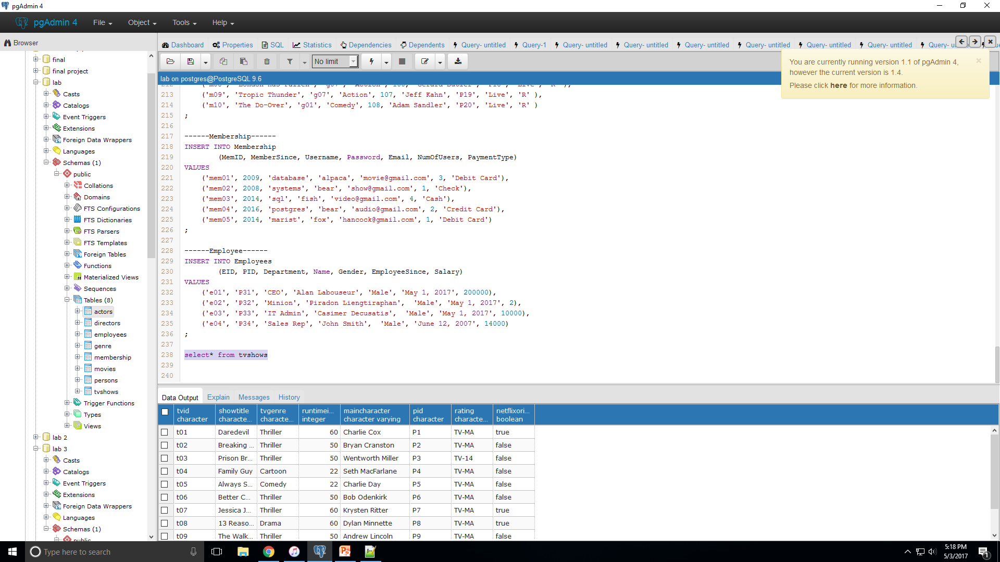 pgAdmin 4
pgAdmin 4 File Object Tools Help
Browser
Dashboard Properties SQL Statistics Dependencies Dependents Query- untitled Query-1 Query- untitled Query- untitled Query- untitled Query- untitled Query- untitled Query- untitled
No limit
You are currently running version 1.1 of pgAdmin 4,
however the current version is 1.4.
Please click here for more information.
lab on postgres@PostgreSQL 9.6
final
final project
lab
Casts
Catalogs
Event Triggers
Extensions
Foreign Data Wrappers
Languages
Schemas (1)
public
Collations
Domains
FTS Configurations
FTS Dictionaries
FTS Parsers
FTS Templates
Foreign Tables
Functions
Materialized Views
Sequences
Tables (8)
actors
directors
employees
genre
membership
movies
persons
tvshows
Trigger Functions
Types
Views
lab 2
lab 3
Casts
Catalogs
Event Triggers
Extensions
Foreign Data Wrappers
Languages
Schemas (1)
public
213 ('m09', 'Tropic Thunder', 'g07', 'Action', 107, 'Jeff Kahn', 'P19', 'Live', 'R' ),
214 ('m10', 'The Do-Over', 'g01', 'Comedy', 108, 'Adam Sandler', 'P20', 'Live', 'R' )
215 ;
216
217 ------Membership------
218 INSERT INTO Membership
219 (MemID, MemberSince, Username, Password, Email, NumOfUsers, PaymentType)
220 VALUES
221 ('mem01', 2009, 'database', 'alpaca', 'movie@gmail.com', 3, 'Debit Card'),
222 ('mem02', 2008, 'systems', 'bear', 'show@gmail.com', 1, 'Check'),
223 ('mem03', 2014, 'sql', 'fish', 'video@gmail.com', 4, 'Cash'),
224 ('mem04', 2016, 'postgres', 'bear', 'audio@gmail.com', 2, 'Credit Card'),
225 ('mem05', 2014, 'marist', 'fox', 'hancock@gmail.com', 1, 'Debit Card')
226 ;
227
228 ------Employee------
229 INSERT INTO Employees
230 (EID, PID, Department, Name, Gender, EmployeeSince, Salary)
231 VALUES
232 ('e01', 'P31', 'CEO', 'Alan Labouseur', 'Male', 'May 1, 2017', 200000),
233 ('e02', 'P32', 'Minion', 'Piradon Liengtiraphan', 'Male', 'May 1, 2017', 2),
234 ('e03', 'P33', 'IT Admin', 'Casimer Decusatis', 'Male', 'May 1, 2017', 10000),
235 ('e04', 'P34', 'Sales Rep', 'John Smith', 'Male', 'June 12, 2007', 14000)
236 ;
237
238 select* from tvshows
239
240
Data Output Explain Messages History
tvid showtitle tvgenre runtimei... maincharacter pid rating netflixori...
character characte... characte... integer character varying character characte... boolean
t01 Daredevil Thriller 60 Charlie Cox P1 TV-MA true
t02 Breaking ... Thriller 50 Bryan Cranston P2 TV-MA false
t03 Prison Br... Thriller 50 Wentworth Miller P3 TV-14 false
t04 Family Guy Cartoon 22 Seth MacFarlane P4 TV-MA false
t05 Always S... Comedy 22 Charlie Day P5 TV-MA false
t06 Better C... Thriller 50 Bob Odenkirk P6 TV-MA false
t07 Jessica J... Thriller 60 Krysten Ritter P7 TV-MA true
t08 13 Reaso... Drama 60 Dylan Minnette P8 TV-MA true
t09 The Walk... Thriller 50 Andrew Lincoln P9 TV-MA false
Type here to search
5:18 PM
5/3/2017
1